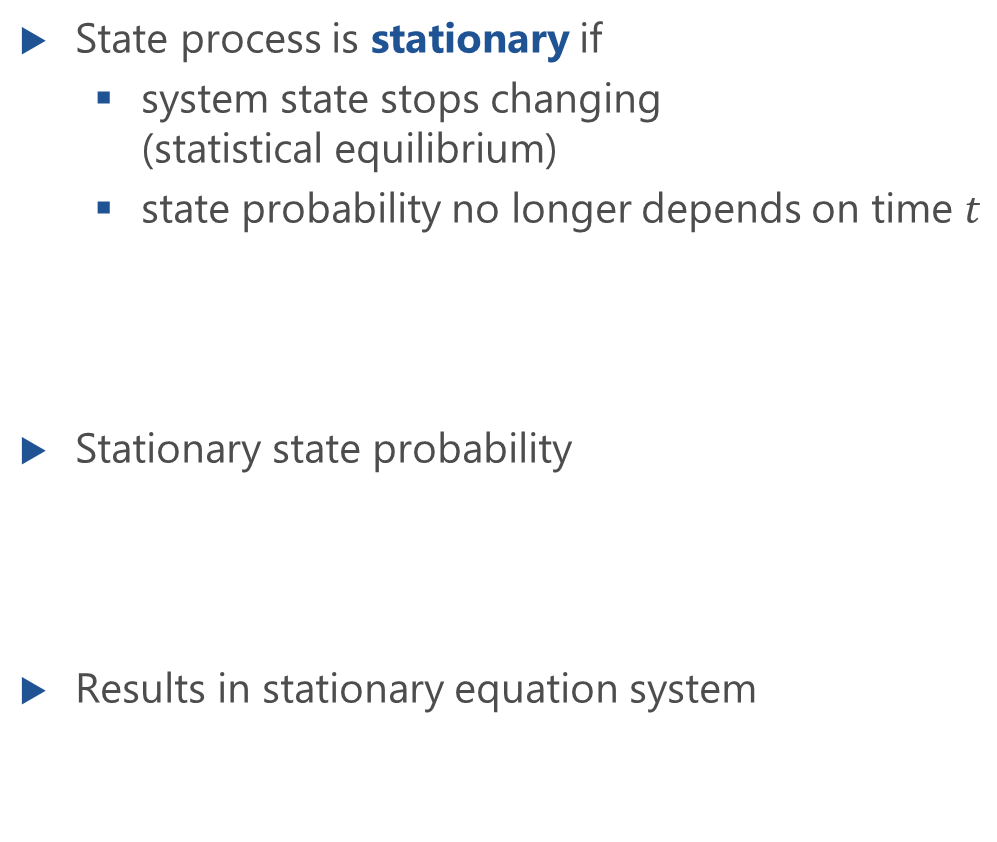 State process is stationary if
system state stops changing
(statistical equilibrium)
state probability no longer depends on time t
Stationary state probability
Results in stationary equation system